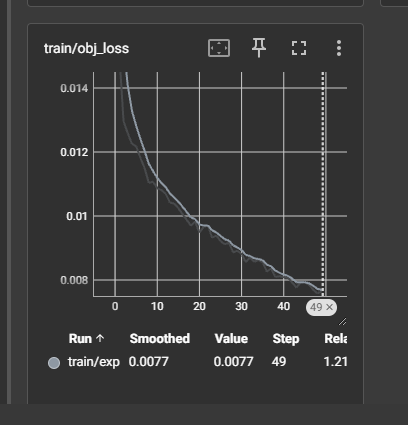 train/obj_loss
0.014
0.012
0.01
0.008
0 10 20 30 40 49 ×
Run ↑ Smoothed Value Step Rela
train/exp 0.0077 0.0077 49 1.21